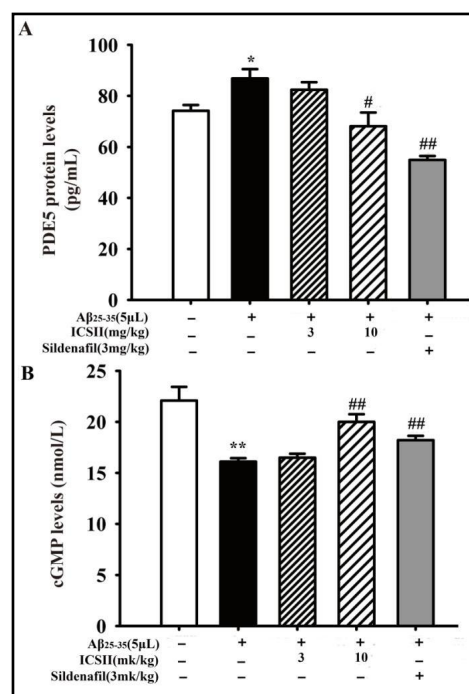 A
PDE5 protein levels
(pg/mL)
100
80
60
40
20
0
*
#
##
Aβ25-35(5μL) – + + + +
ICSII(mg/kg) – – 3 10 –
Sildenafil(3mg/kg) – – – – +
B
cGMP levels (nmol/L)
25
20
15
10
5
0
**
##
##
Aβ25-35(5μL) – + + + +
ICSII(mk/kg) – – 3 10 –
Sildenafil(3mk/kg) – – – – +